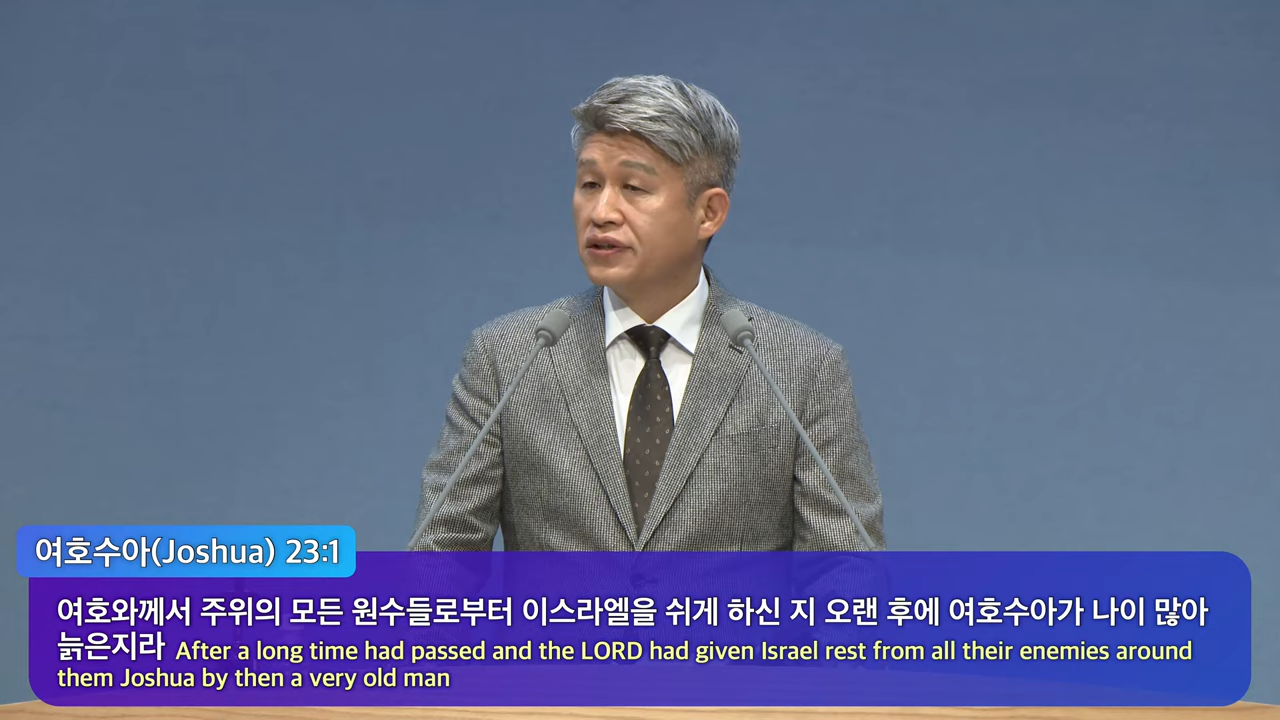 여호수아(Joshua) 23:1
여호와께서 주위의 모든 원수들로부터 이스라엘을 쉬게 하신 지 오랜 후에 여호수아가 나이 많아
늙은지라 After a long time had passed and the LORD had given Israel rest from all their enemies around
them Joshua by then a very old man